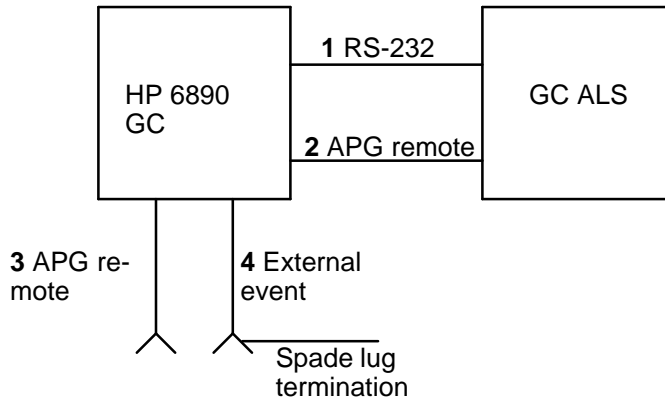 1 RS-232
HP 6890
GC
GC ALS
2 APG remote
3 APG re-
mote
4 External
event
Spade lug
termination